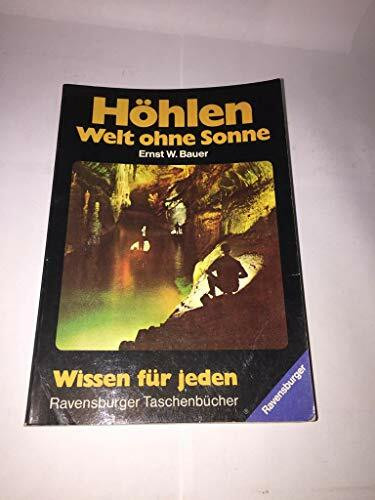 Höhlen
Welt ohne Sonne
Ernst W. Bauer
Wissen für jeden
Ravensburger Taschenbücher
Ravensburger